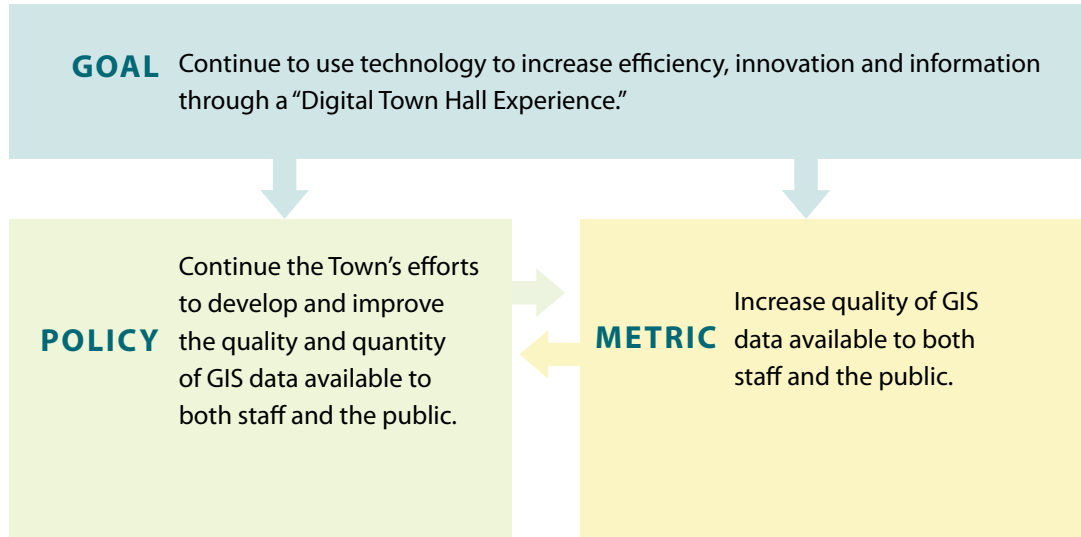 GOAL Continue to use technology to increase efficiency, innovation and information
through a “Digital Town Hall Experience.”
POLICY
Continue the Town’s efforts
to develop and improve
the quality and quantity
of GIS data available to
both staff and the public.
METRIC
Increase quality of GIS
data available to both
staff and the public.